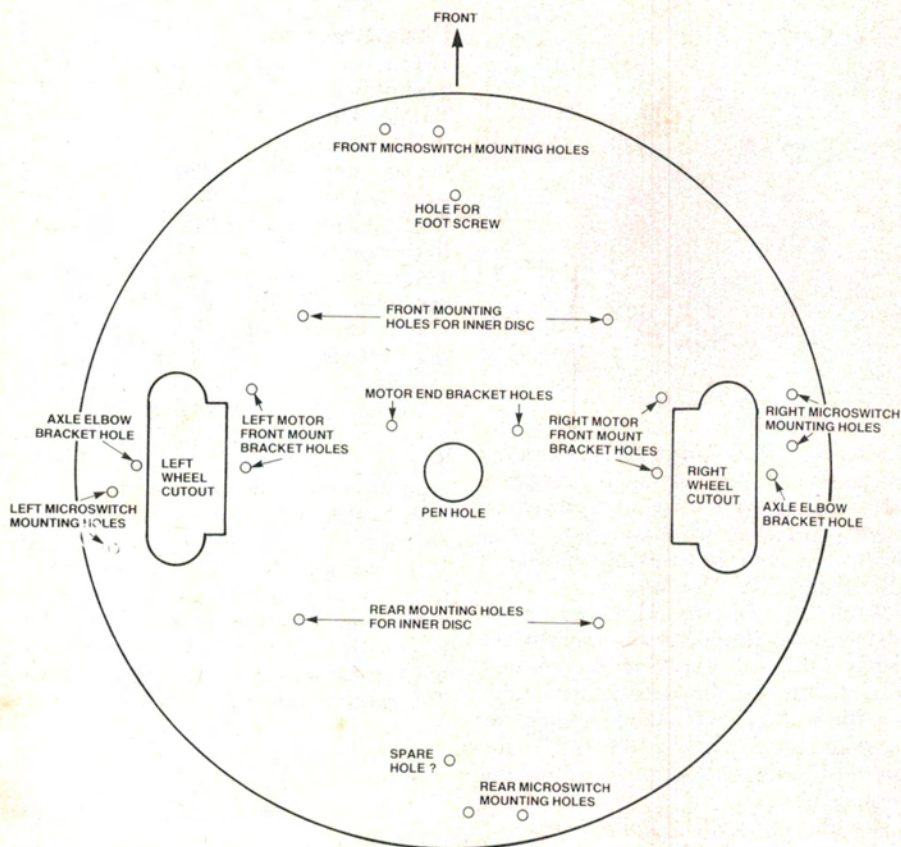 FRONT
FRONT MICROSWITCH MOUNTING HOLES
HOLE FOR
FOOT SCREW
FRONT MOUNTING
HOLES FOR INNER DISC
MOTOR END BRACKET HOLES
AXLE ELBOW
BRACKET HOLE
LEFT MOTOR
FRONT MOUNT
BRACKET HOLES
RIGHT MOTOR
FRONT MOUNT
BRACKET HOLES
RIGHT MICROSWITCH
MOUNTING HOLES
LEFT
WHEEL
CUTOUT
RIGHT
WHEEL
CUTOUT
LEFT MICROSWITCH
MOUNTING HOLES
PEN HOLE
AXLE ELBOW
BRACKET HOLE
REAR MOUNTING HOLES
FOR INNER DISC
SPARE
HOLE ?
REAR MICROSWITCH
MOUNTING HOLES